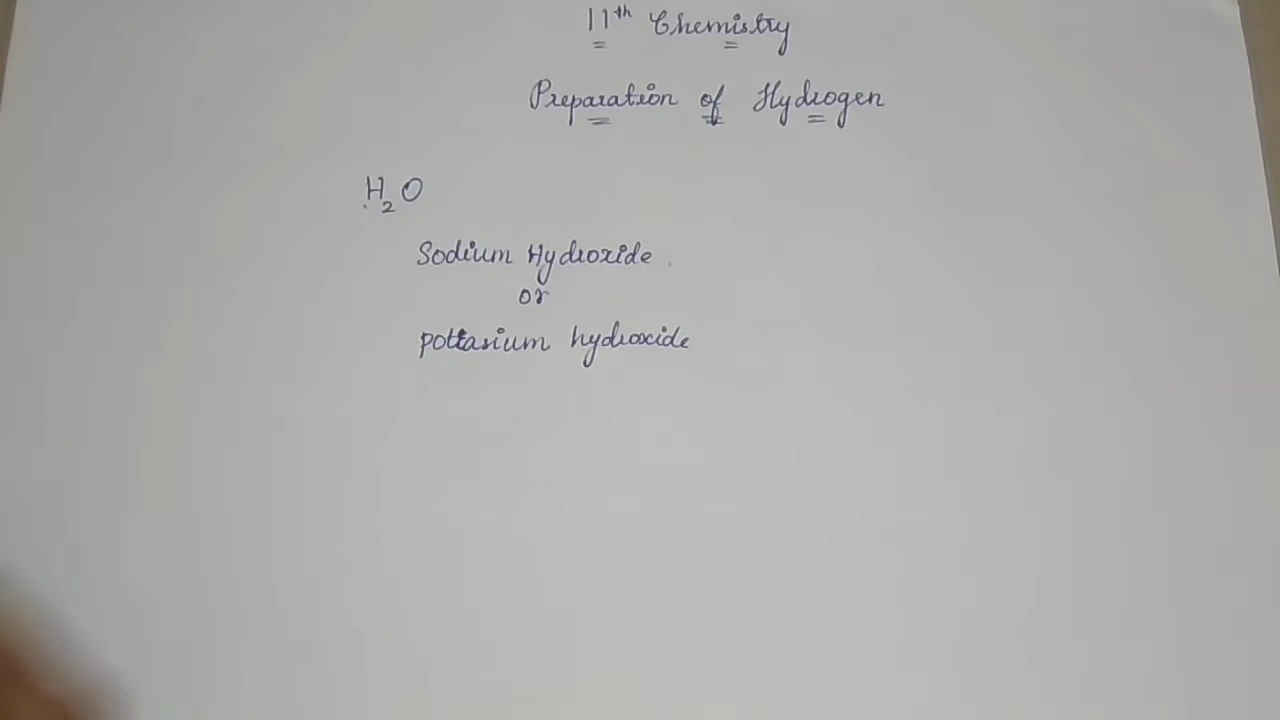 11th Chemistry
Preparation of Hydrogen
H2O
Sodium Hydroxide
or
pottasium hydroxide